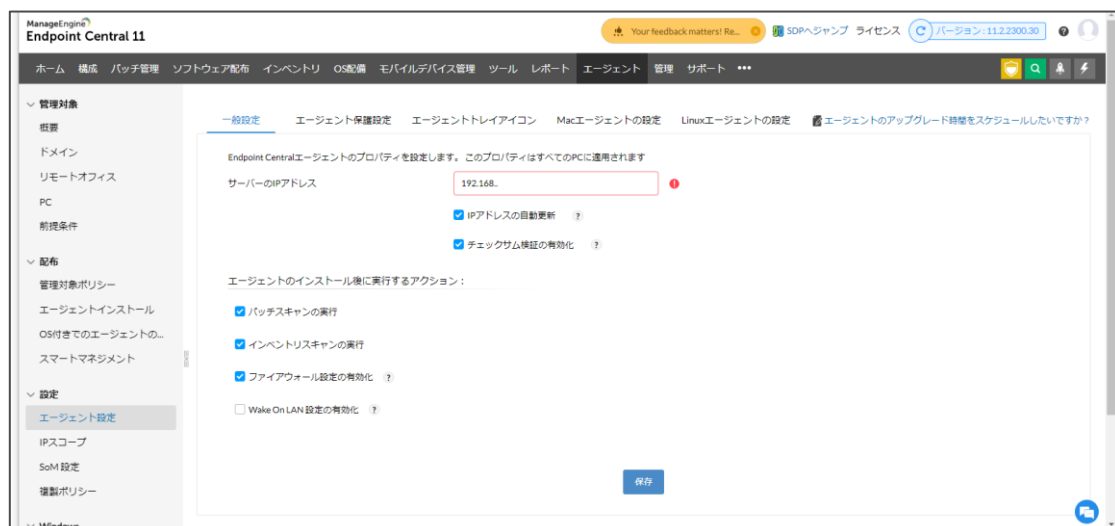 ManageEngine
Endpoint Central 11
Your feedback matters! Re...
SDPへジャンプ
ライセンス
バージョン: 11.2.2300.30
ホーム 構成 パッチ管理 ソフトウェア配布 インベントリ OS配備 モバイルデバイス管理 ツール レポート エージェント 管理 サポート •••
管理対象
概要
ドメイン
リモートオフィス
PC
前提条件
配布
管理対象ポリシー
エージェントインストール
OS付きでのエージェントの...
スマートマネジメント
設定
エージェント設定
IPスコープ
SoM 設定
複製ポリシー
Windows
一般設定 エージェント保護設定 エージェントトレイアイコン Macエージェントの設定 Linuxエージェントの設定 エージェントのアップグレード時間をスケジュールしたいですか?
Endpoint Centralエージェントのプロパティを設定します。このプロパティはすべてのPCに適用されます
サーバーのIPアドレス 192.168..
IPアドレスの自動更新 ?
チェックサム検証の有効化 ?
エージェントのインストール後に実行するアクション：
パッチスキャンの実行
インベントリスキャンの実行
ファイアウォール設定の有効化 ?
Wake On LAN 設定の有効化 ?
保存